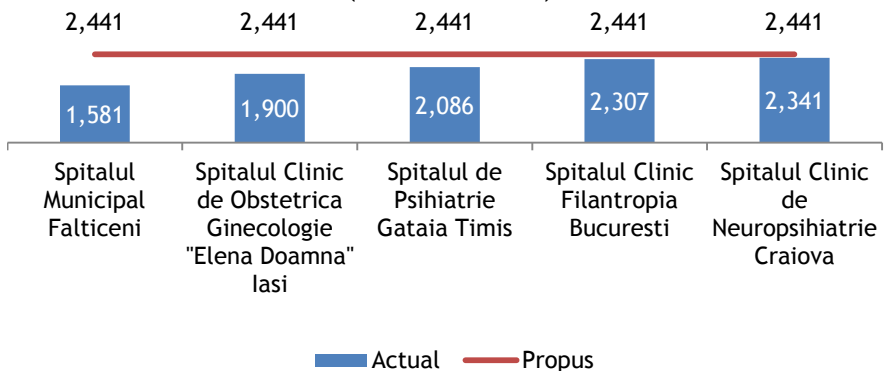 2,441 2,441 2,441 2,441 2,441
1,581 1,900 2,086 2,307 2,341
Spitalul
Municipal
Falticeni
Spitalul Clinic
de Obstetrica
Ginecologie
"Elena Doamna"
Iasi
Spitalul de
Psihiatrie
Gataia Timis
Spitalul Clinic
Filantropia
Bucuresti
Spitalul Clinic
de
Neuropsihiatrie
Craiova
Actual Propus